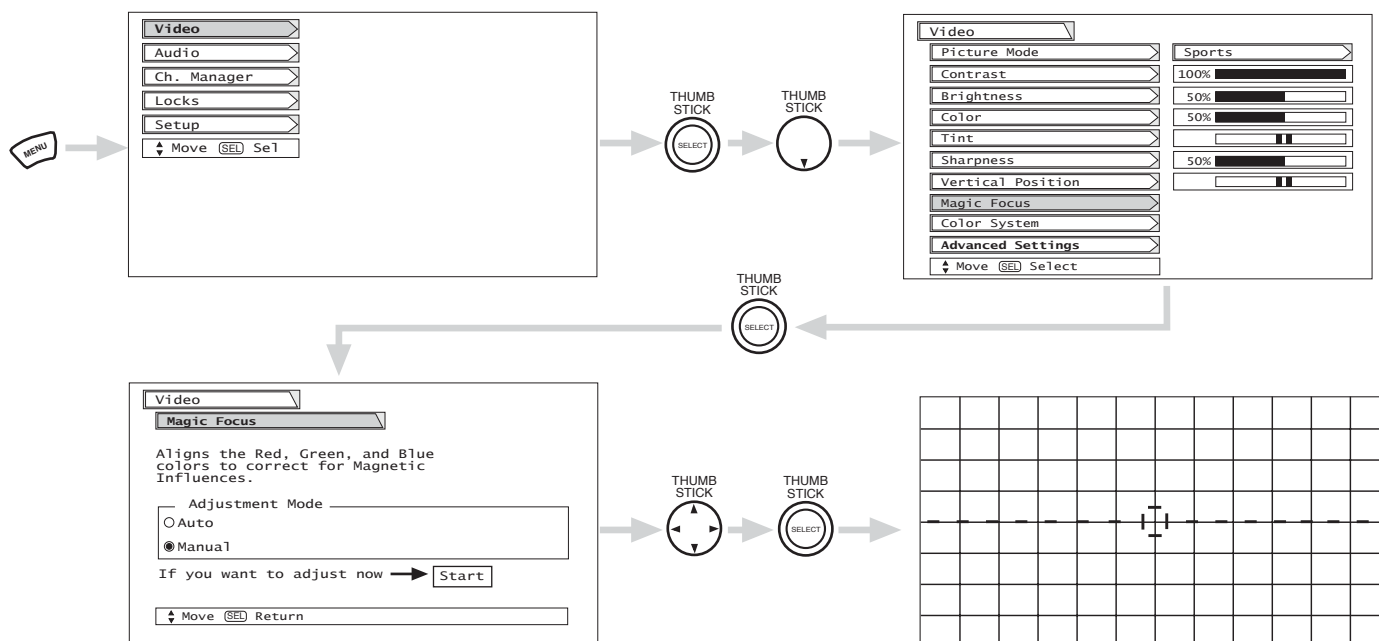 MENU
Video
Audio
Ch. Manager
Locks
Setup
Move SEL Sel
THUMB
STICK
SELECT
THUMB
STICK
Video
Picture Mode
Sports
Contrast
100%
Brightness
50%
Color
50%
Tint
Sharpness
50%
Vertical Position
Magic Focus
Color System
Advanced Settings
Move SEL Select
THUMB
STICK
SELECT
Video
Magic Focus
Aligns the Red, Green, and Blue
colors to correct for Magnetic
Influences.
Adjustment Mode
Auto
Manual
If you want to adjust now
Start
Move SEL Return
THUMB
STICK
THUMB
STICK
SELECT